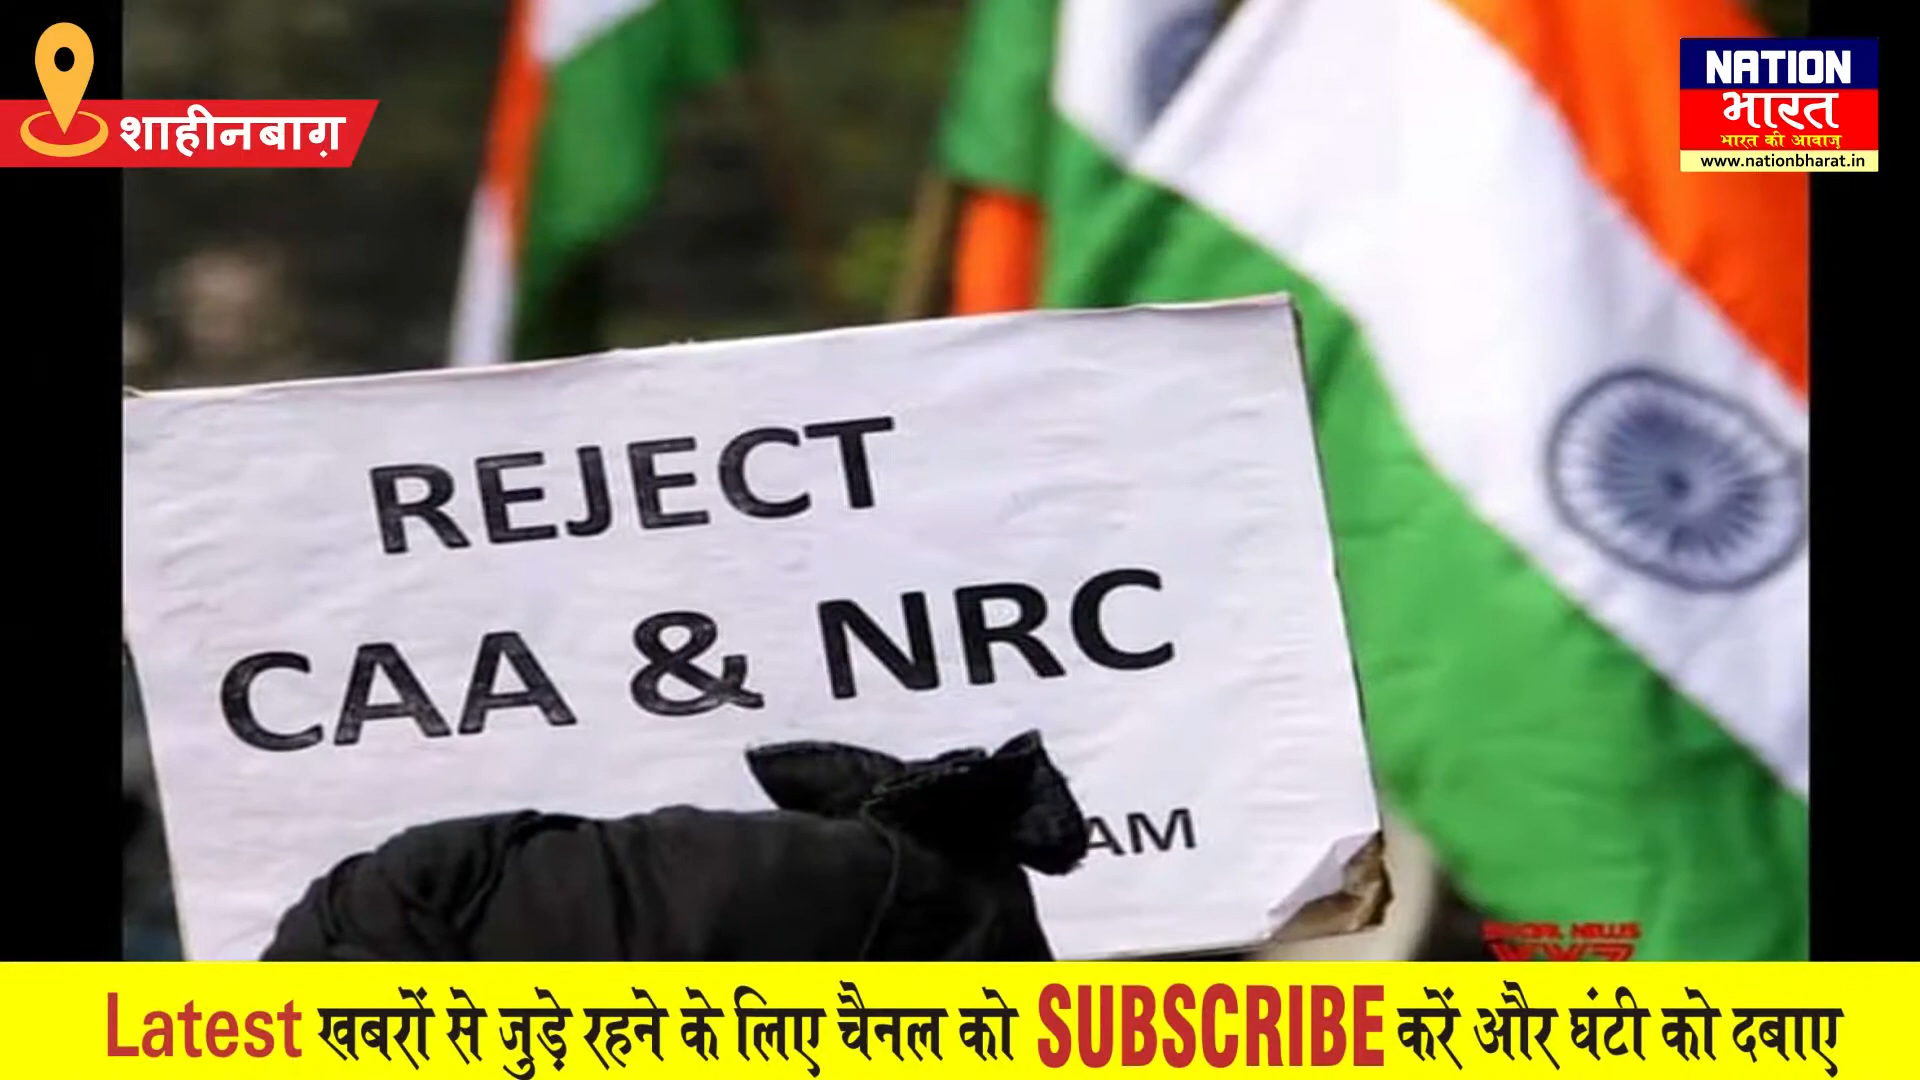 शाहीनबाग़
NATION
भारत
भारत की आवाज़
www.nationbharat.in
REJECT
CAA & NRC
AM
Latest खबरों से जुड़े रहने के लिए चैनल को SUBSCRIBE करें और घंटी को दबाए